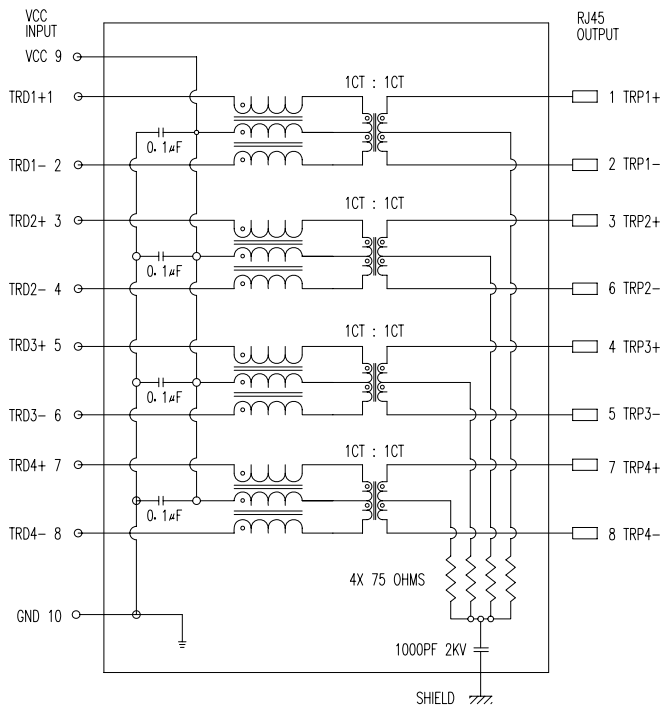 VCC
INPUT
RJ45
OUTPUT
VCC 9
1CT : 1CT
TRD1+1
1 TRP1+
0.1µF
TRD1- 2
2 TRP1-
1CT : 1CT
TRD2+ 3
3 TRP2+
0.1µF
TRD2- 4
6 TRP2-
1CT : 1CT
TRD3+ 5
4 TRP3+
0.1µF
TRD3- 6
5 TRP3-
1CT : 1CT
TRD4+ 7
7 TRP4+
0.1µF
TRD4- 8
8 TRP4-
4X 75 OHMS
GND 10
1000PF 2KV
SHIELD